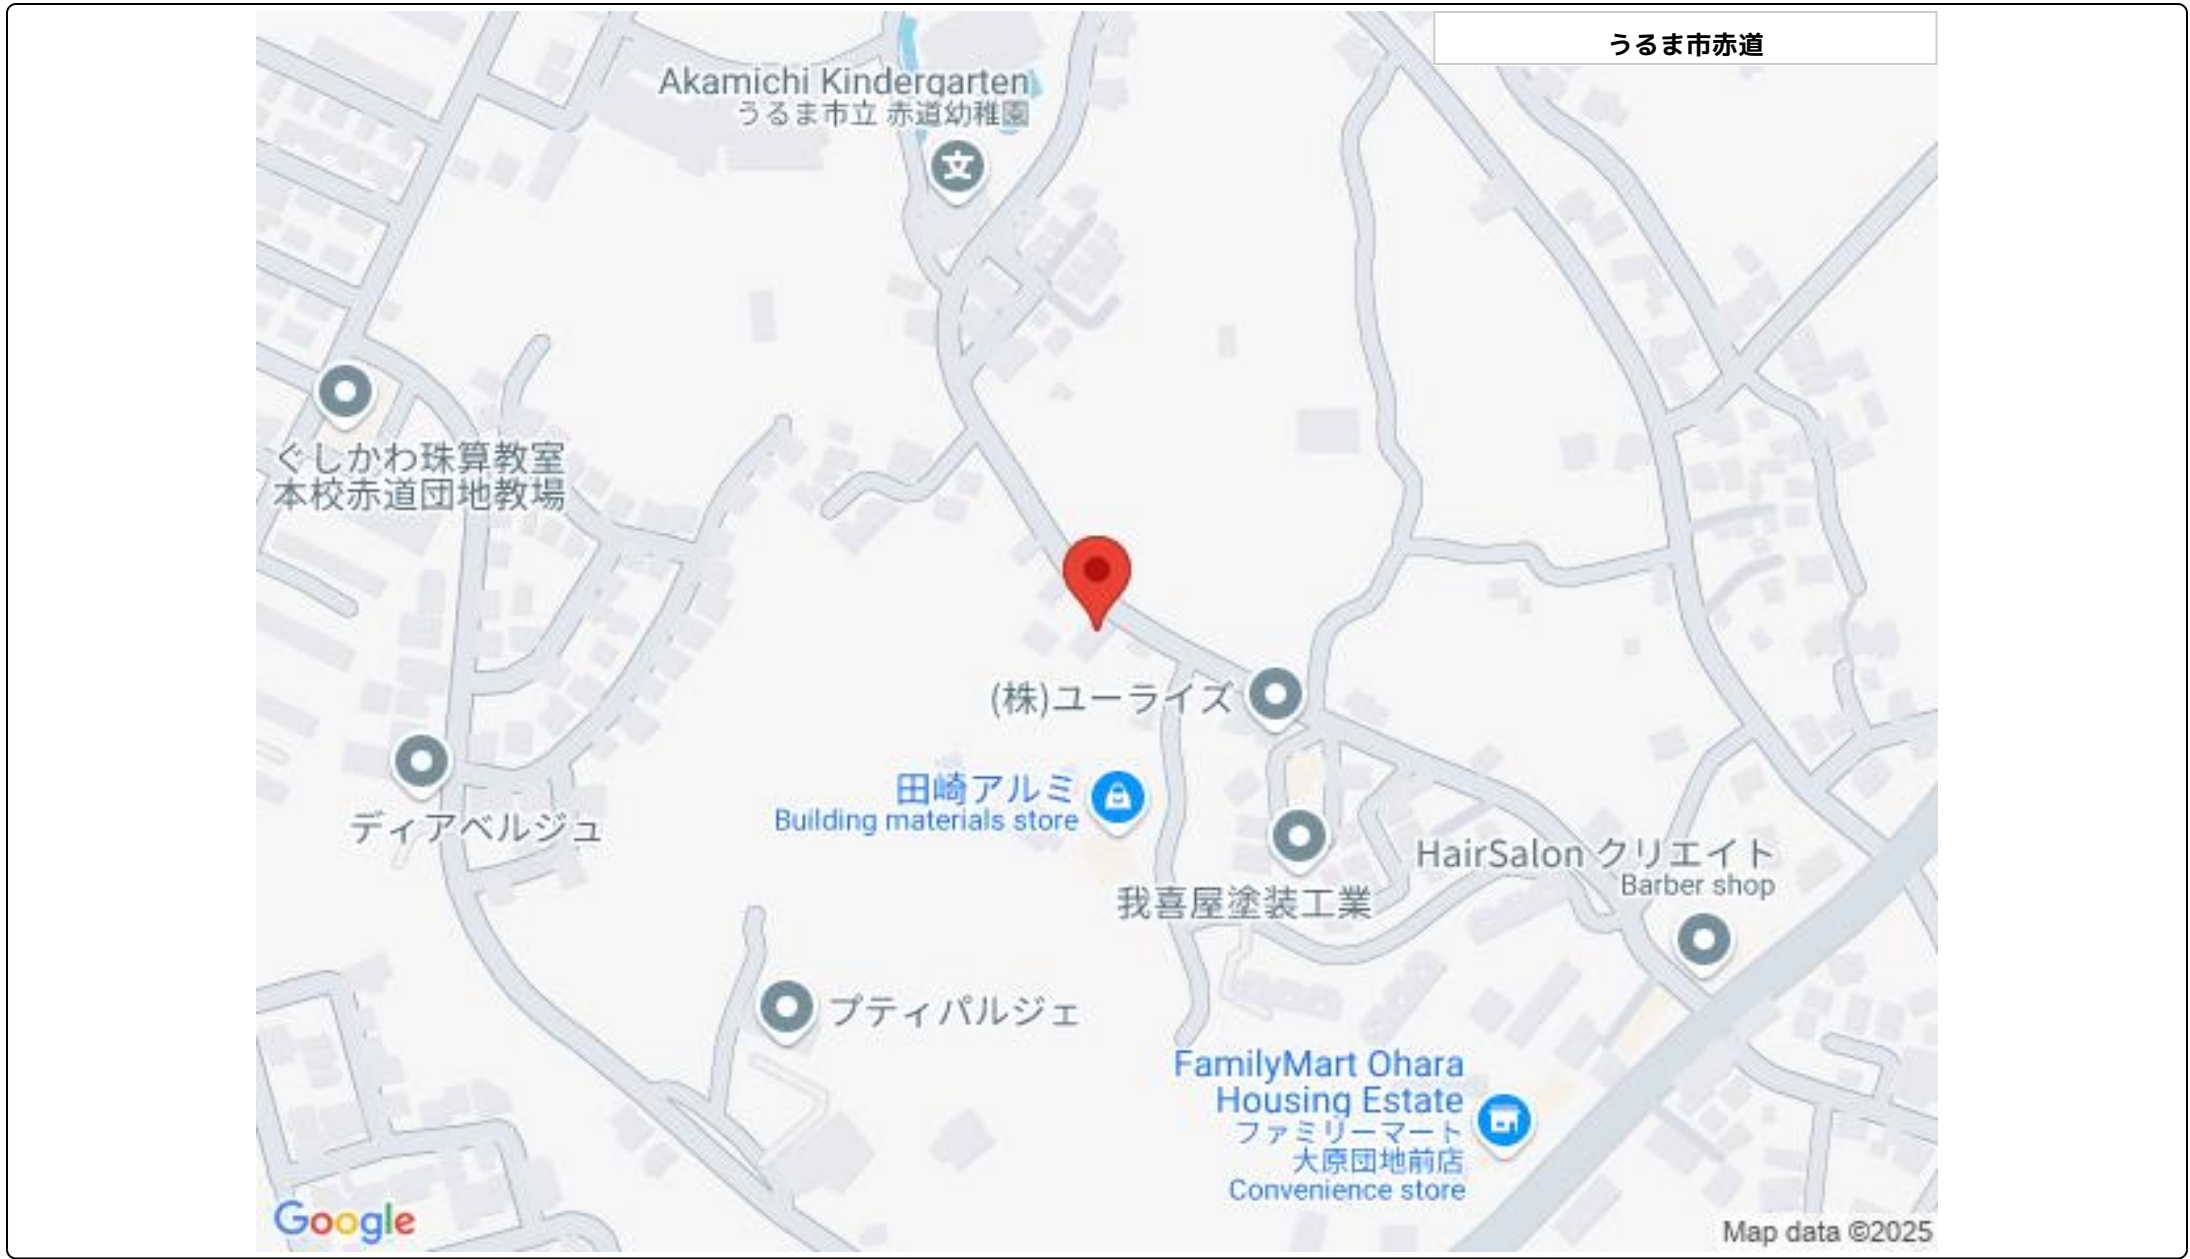 うるま市赤道
Akamichi Kindergarten
うるま市立 赤道幼稚園
文
ぐしかわ珠算教室
本校赤道団地教場
(株)ユーライズ
田崎アルミ
Building materials store
ディアベルジュ
HairSalon クリエイト
Barber shop
我喜屋塗装工業
プティパルジェ
FamilyMart Ohara
Housing Estate
ファミリーマート
大原団地前店
Convenience store
Google
Map data ©2025